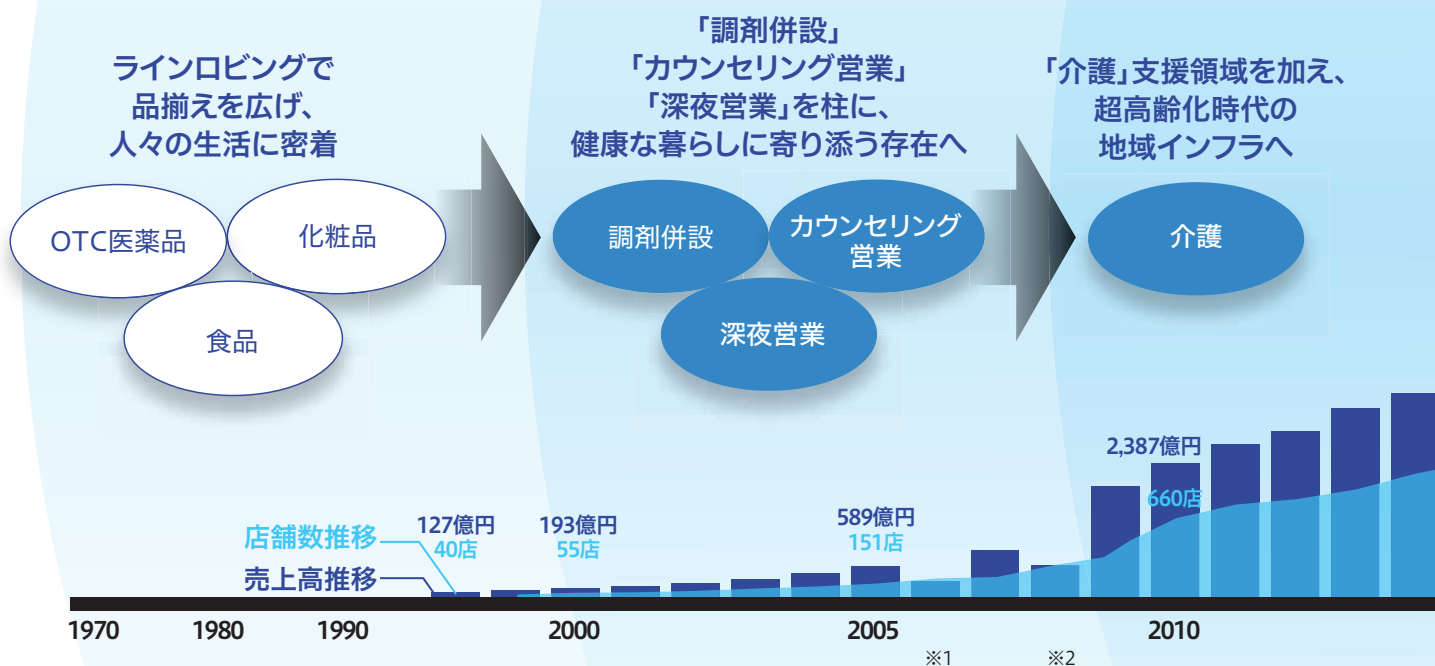 ラインロビングで
品揃えを広げ、
人々の生活に密着
OTC医薬品
化粧品
食品
「調剤併設」
「カウンセリング営業」
「深夜営業」を柱に、
健康な暮らしに寄り添う存在へ
調剤併設
カウンセリング
営業
深夜営業
「介護」支援領域を加え、
超高齢化時代の
地域インフラへ
介護
店舗数推移
売上高推移
127億円
40店
193億円
55店
589億円
151店
2,387億円
660店
1970
1980
1990
2000
2005
2010
※1
※2